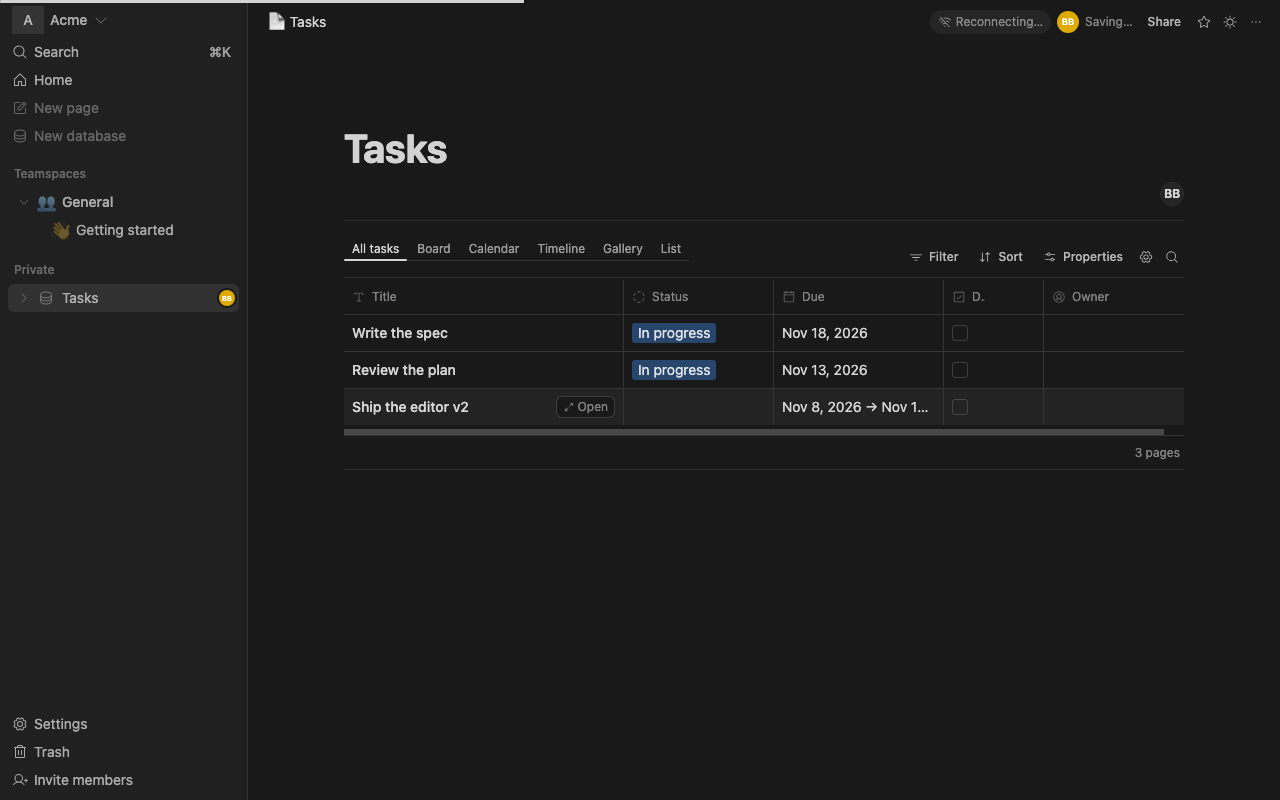 A Acme
Search ⌘K
Home
New page
New database
Teamspaces
General
Getting started
Private
Tasks BB
Settings
Trash
Invite members
Tasks
Reconnecting... BB Saving... Share
Tasks
BB
All tasks Board Calendar Timeline Gallery List
Filter Sort Properties
Title Status Due D. Owner
Write the spec In progress Nov 18, 2026
Review the plan In progress Nov 13, 2026
Ship the editor v2 Open Nov 8, 2026 → Nov 1...
3 pages